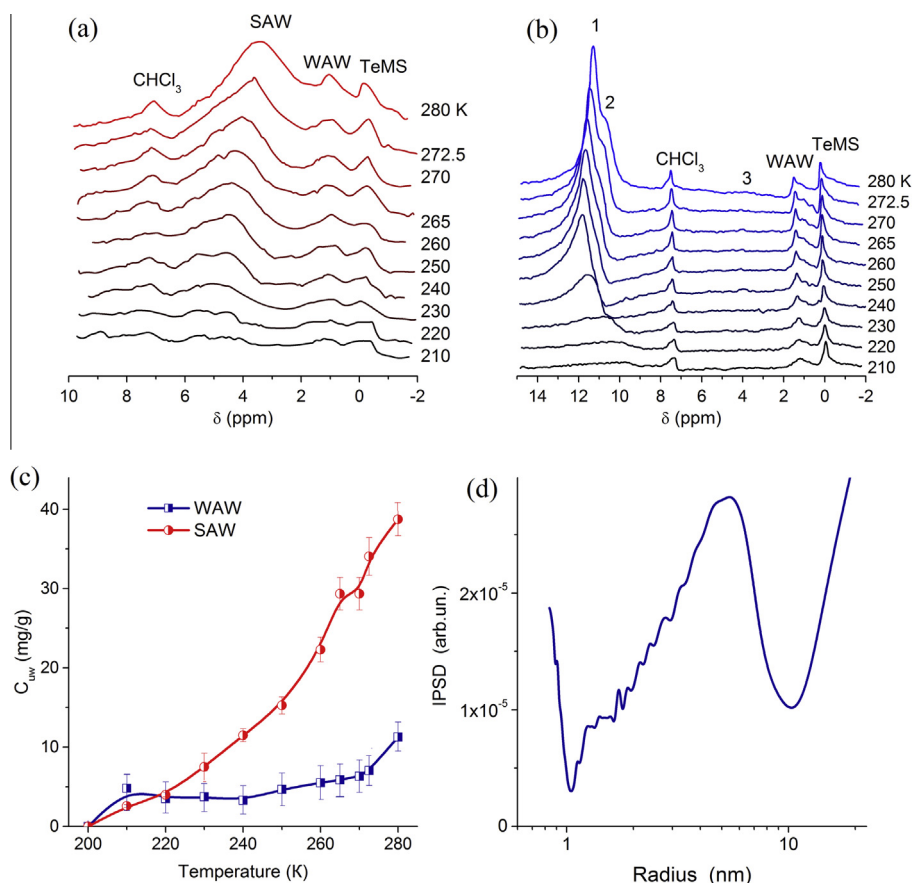 (a)
SAW
WAW
TeMS
CHCl₃
280 K
272.5
270
265
260
250
240
230
220
210
10 8 6 4 2 0 -2
δ (ppm)
(b)
1
2
3
CHCl₃
WAW
TeMS
280 K
272.5
270
265
260
250
240
230
220
210
14 12 10 8 6 4 2 0 -2
δ (ppm)
(c)
WAW
SAW
40
30
20
10
0
200 220 240 260 280
C_uw (mg/g)
Temperature (K)
(d)
2x10⁻⁵
1x10⁻⁵
0
1 10
IPSD (arb.un.)
Radius (nm)